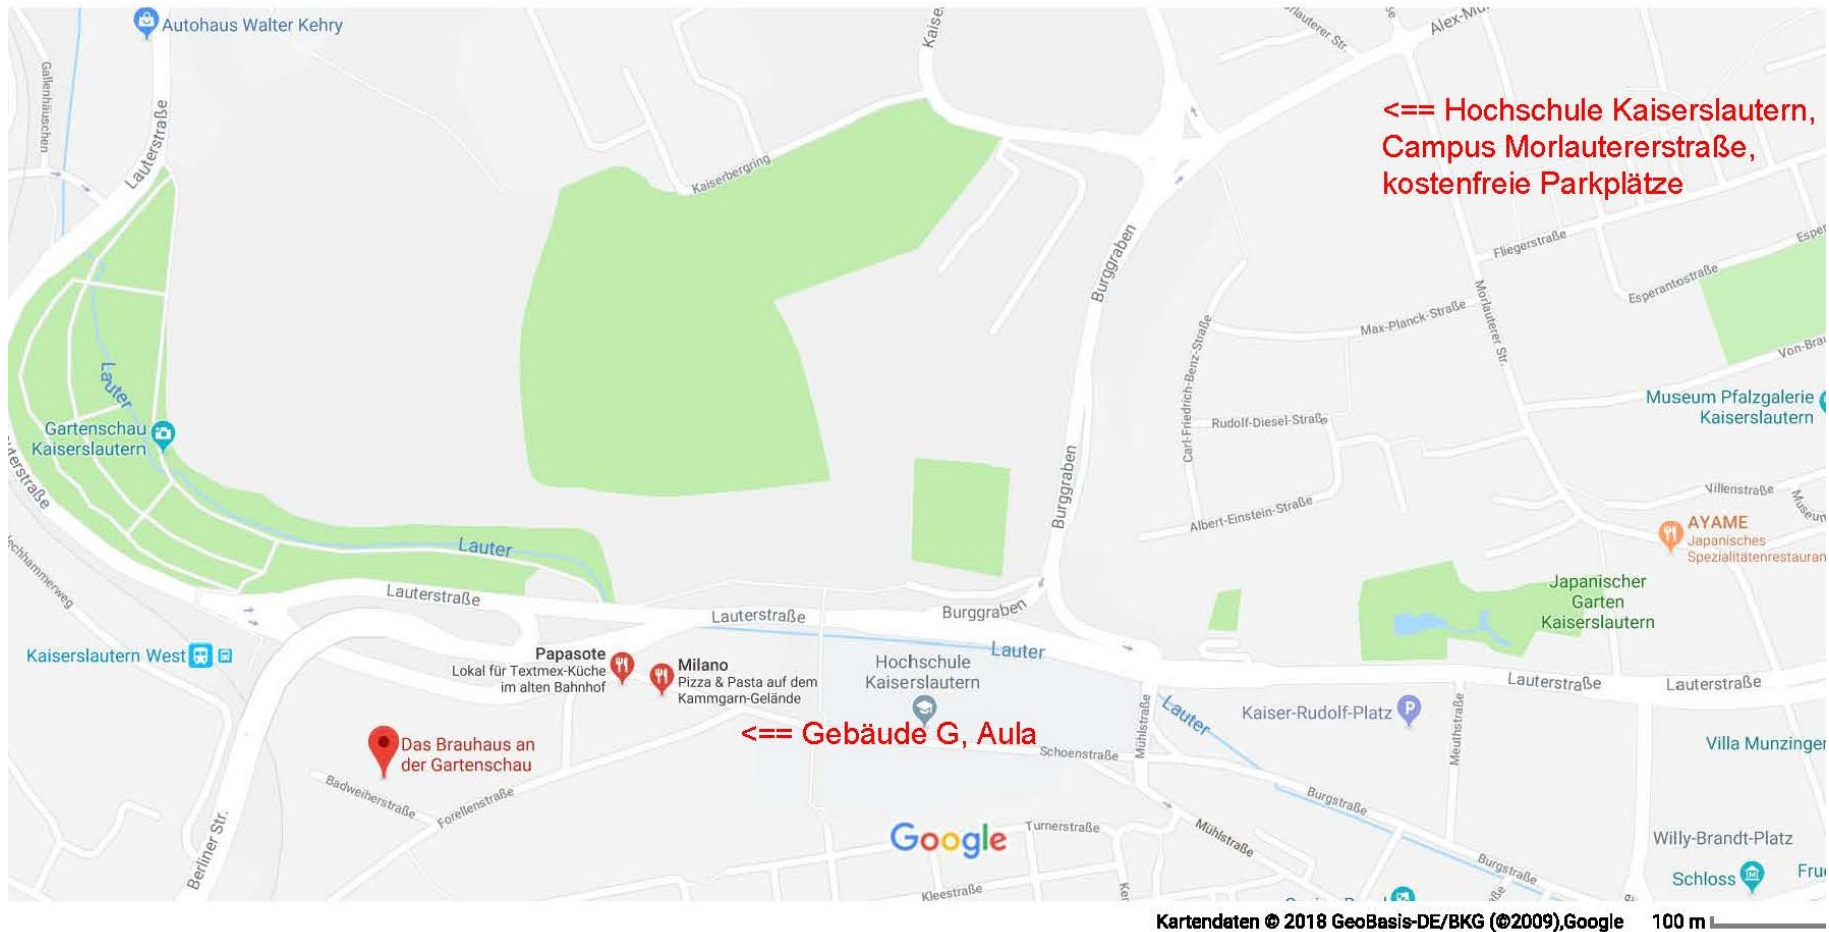 Autohaus Walter Kehry
Gallenhäuschen
Lauterstraße
Kaiserbergring
Burggraben
<== Hochschule Kaiserslautern,
Campus Morlautererstraße,
kostenfreie Parkplätze
Fliegerstraße
Esperantostraße
Morlauterer Str.
Max-Planck-Straße
Carl-Friedrich-Benz-Straße
Lauter
Museum Pfalzgalerie
Kaiserslautern
Rudolf-Diesel-Straße
Gartenschau
Kaiserslautern
Burggraben
Villenstraße
Albert-Einstein-Straße
AYAME
Japanisches
Lauter
Japanischer
Garten
Kaiserslautern
Lauterstraße
Lauterstraße
Burggraben
Lauter
Kaiserslautern West
Papasote
Lokal für Textmex-Küche
im alten Bahnhof
Milano
Pizza & Pasta auf dem
Kammgarn-Gelände
Hochschule
Kaiserslautern
Lauterstraße
Lauterstraße
Lauter
Kaiser-Rudolf-Platz
P
<== Gebäude G, Aula
Schoenstraße
Mühlstraße
Meuthstraße
Villa Munzinger
Das Brauhaus an
der Gartenschau
Badweiherstraße
Forellenstraße
Burgstraße
Berliner Str.
Google
Turnerstraße
Mühlstraße
Willy-Brandt-Platz
Burgstraße
Schloss
Kleestraße
Kartendaten © 2018 GeoBasis-DE/BKG (©2009),Google
100 m